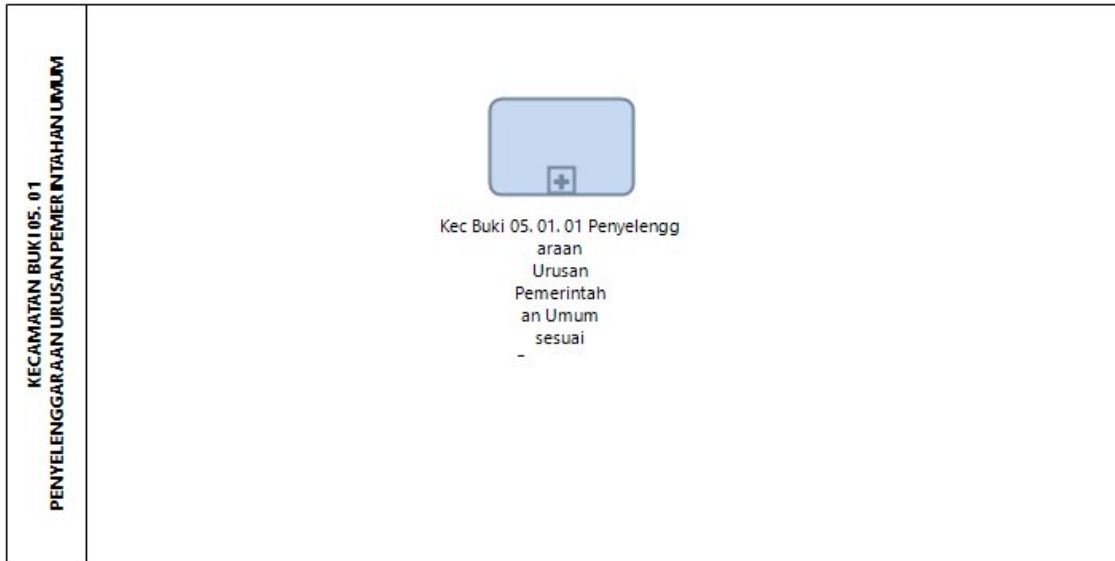 KECAMATAN BUKI 05. 01
PENYELENGGARAAN URUSAN PEMERINTAHAN UMUM
Kec Buki 05. 01. 01 Penyelengg
araan
Urusan
Pemerintah
an Umum
sesuai